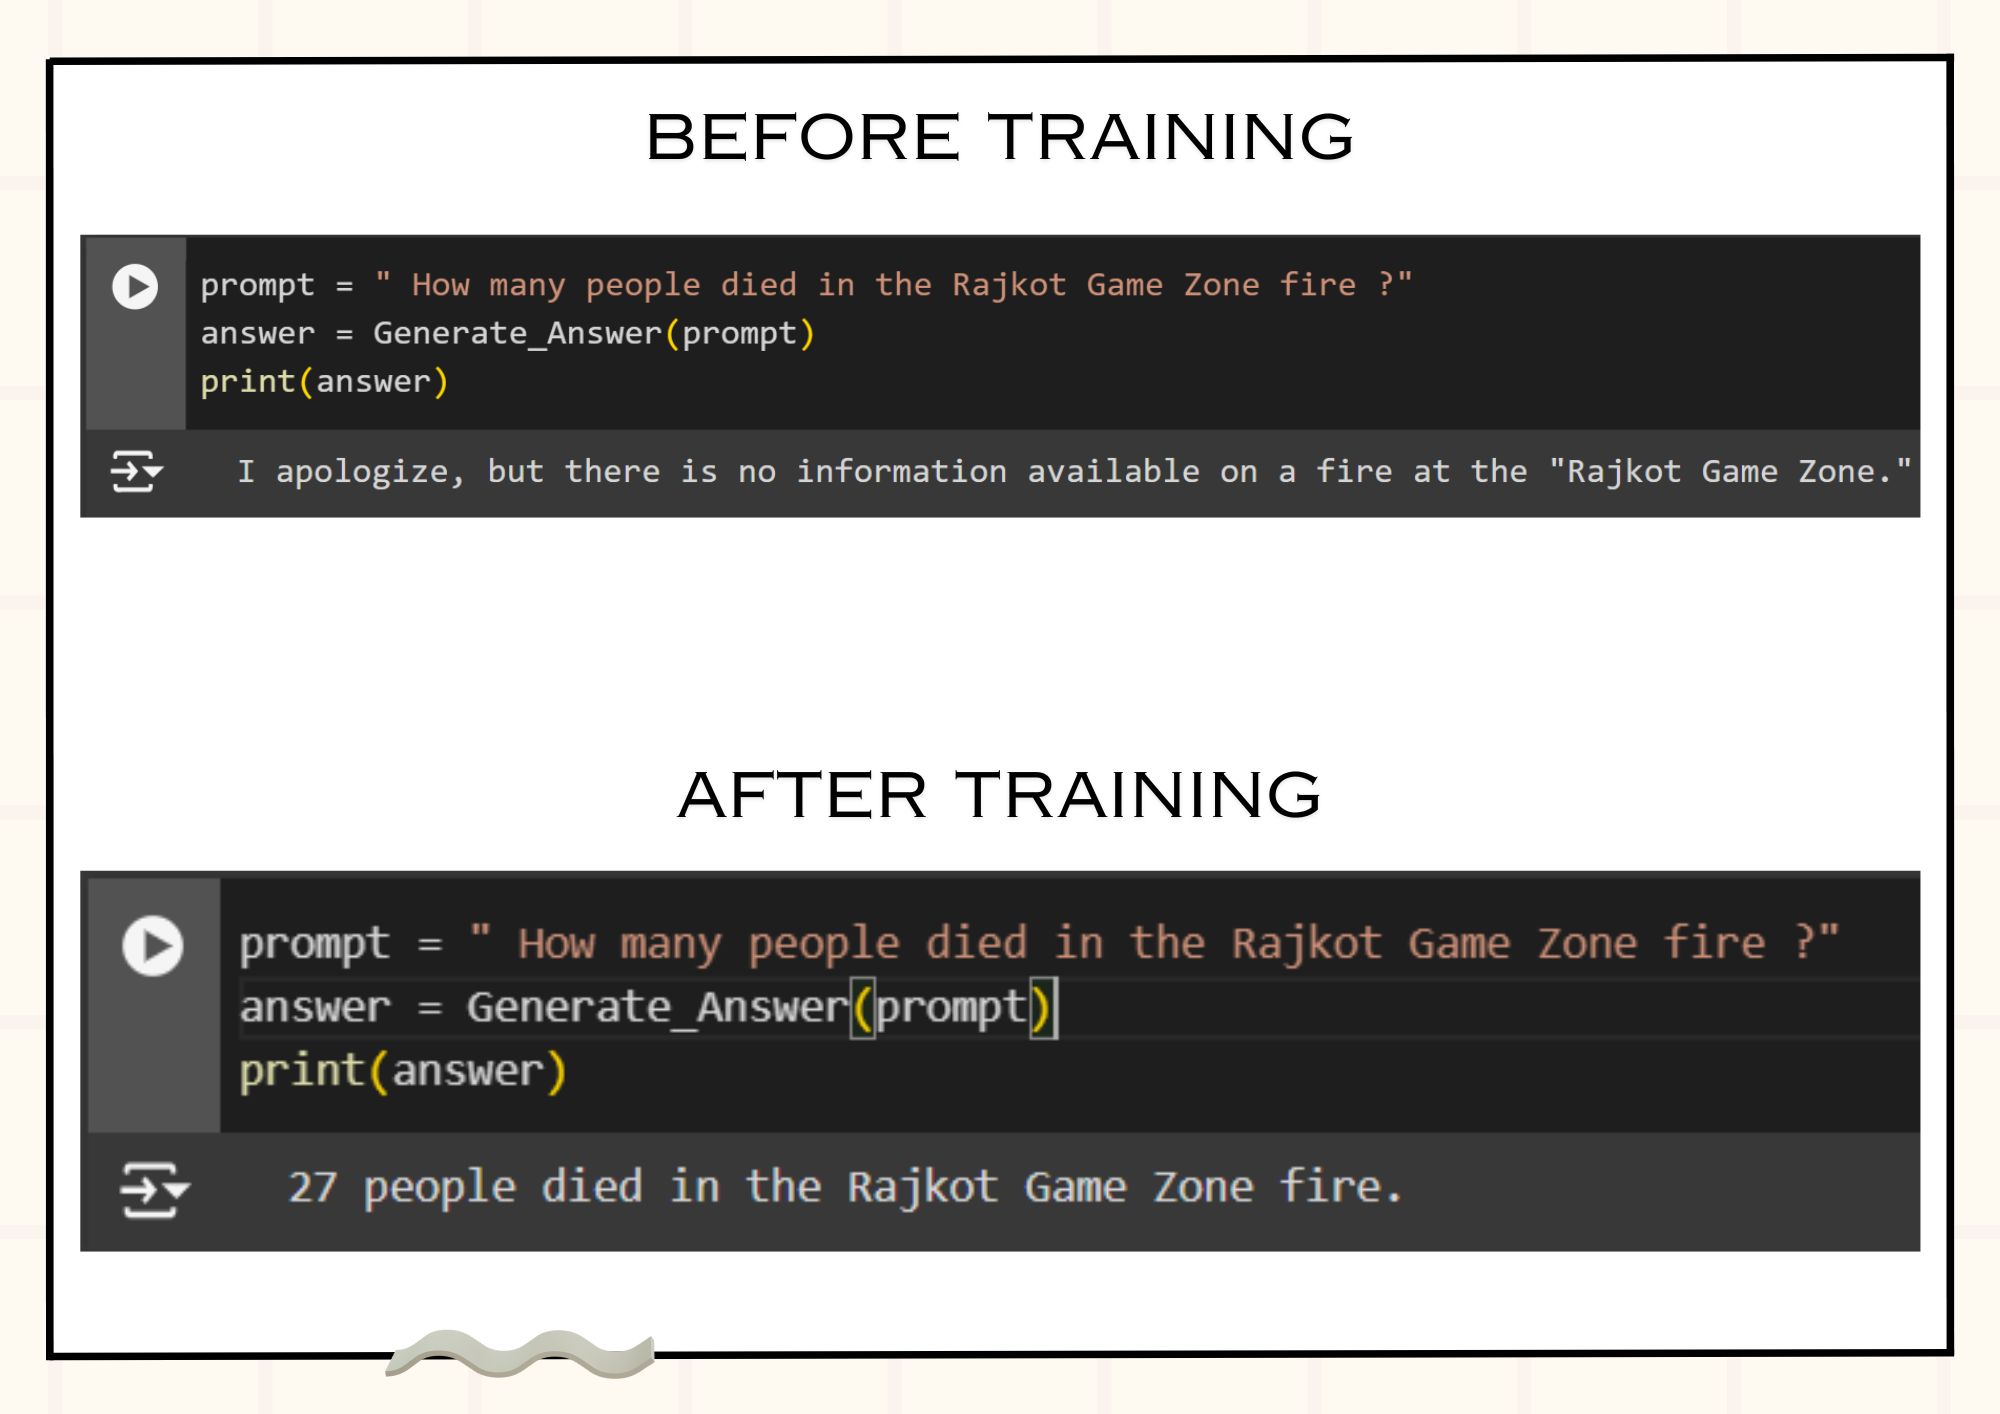 BEFORE TRAINING
prompt = " How many people died in the Rajkot Game Zone fire ?"
answer = Generate_Answer(prompt)
print(answer)
I apologize, but there is no information available on a fire at the "Rajkot Game Zone."
AFTER TRAINING
prompt = " How many people died in the Rajkot Game Zone fire ?"
answer = Generate_Answer(prompt)
print(answer)
27 people died in the Rajkot Game Zone fire.